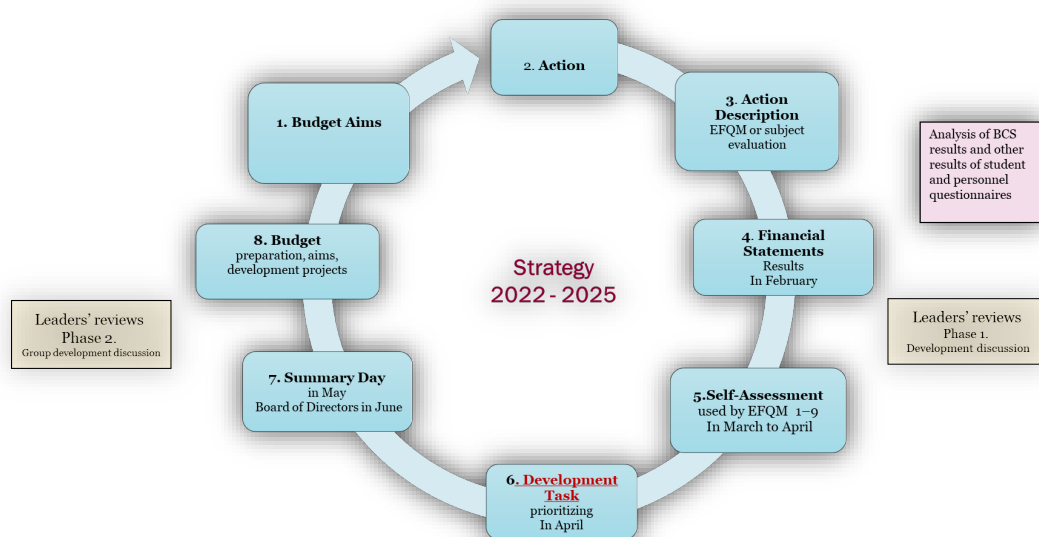 1. Budget Aims
2. Action
3. Action
Description
EFQM or subject
evaluation
4. Financial
Statements
Results
In February
5.Self-Assessment
used by EFQM 1–9
In March to April
6. Development
Task
prioritizing
In April
7. Summary Day
in May
Board of Directors in June
8. Budget
preparation, aims,
development projects
Strategy
2022 - 2025
Analysis of BCS
results and other
results of student
and personnel
questionnaires
Leaders’ reviews
Phase 1.
Development discussion
Leaders’ reviews
Phase 2.
Group development discussion